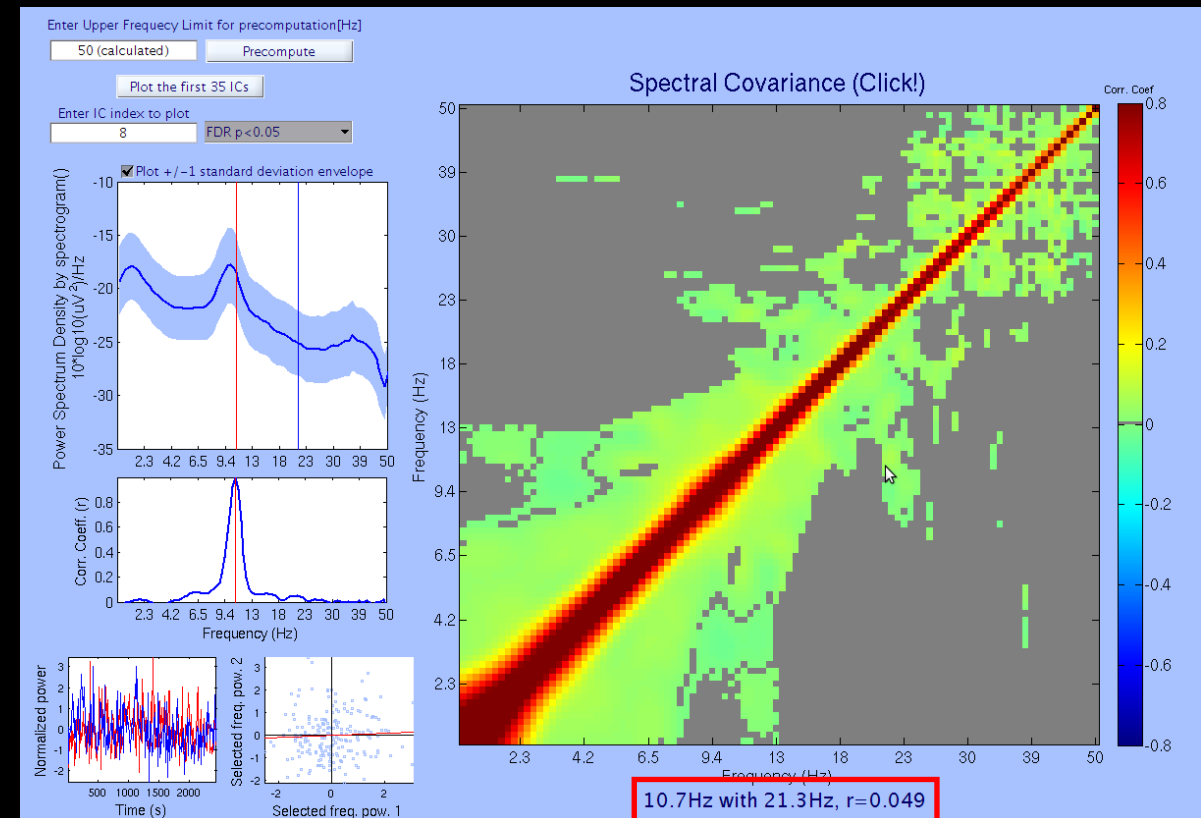 Enter Upper Frequecy Limit for precomputation[Hz]
50 (calculated)
Precompute
Plot the first 35 ICs
Enter IC index to plot
8
FDR p<0.05
Plot +/-1 standard deviation envelope
Power Spectrum Density by spectrogram()
10*log10(uV^2)/Hz
-10
-15
-20
-25
-30
-35
2.3 4.2 6.5 9.4 13 18 23 30 39 50
Corr. Coeff. (r)
0.8
0.6
0.4
0.2
0
2.3 4.2 6.5 9.4 13 18 23 30 39 50
Frequency (Hz)
Normalized power
3
2
1
0
-1
-2
500 1000 1500 2000
Time (s)
Selected freq. pow. 2
3
2
1
0
-1
-2
-2 0 2
Selected freq. pow. 1
Spectral Covariance (Click!)
Frequency (Hz)
50
39
30
23
18
13
9.4
6.5
4.2
2.3
2.3 4.2 6.5 9.4 13 18 23 30 39 50
Frequency (Hz)
10.7Hz with 21.3Hz, r=0.049
Corr. Coef
0.8
0.6
0.4
0.2
0
-0.2
-0.4
-0.6
-0.8